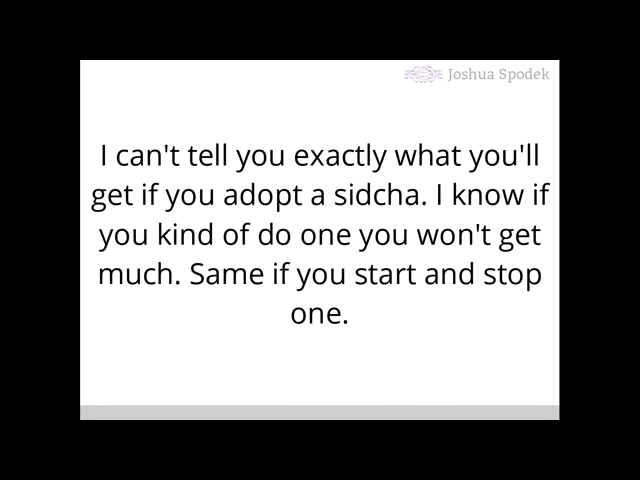 Joshua Spodek
I can't tell you exactly what you'll
get if you adopt a sidcha. I know if
you kind of do one you won't get
much. Same if you start and stop
one.